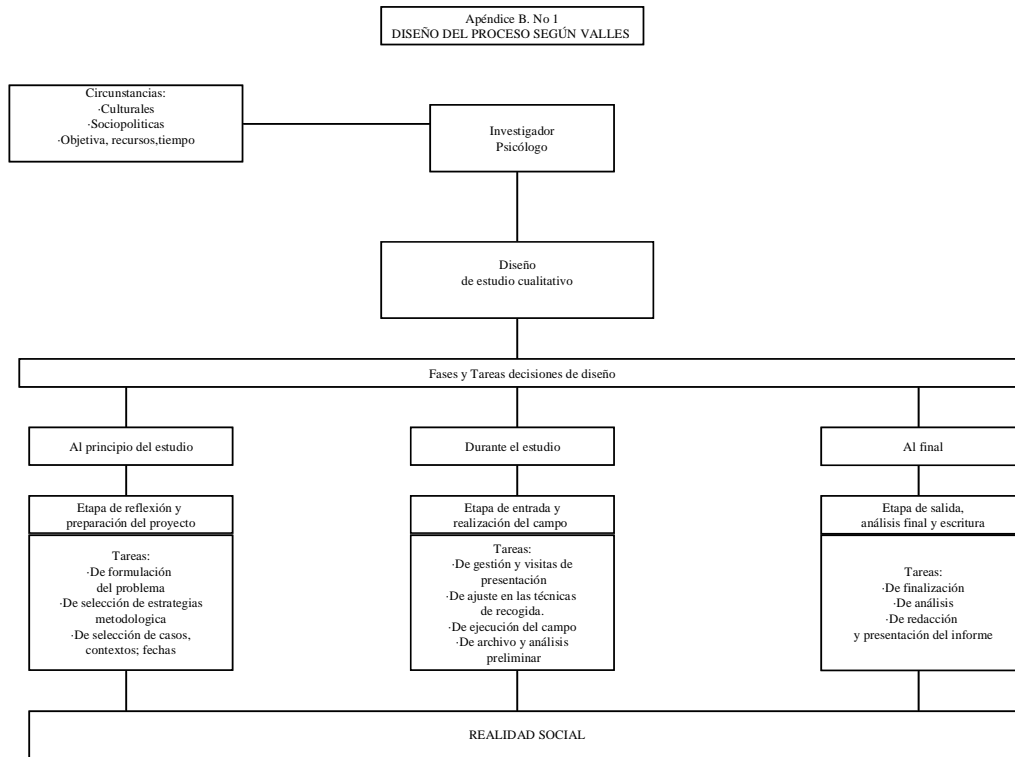 Apéndice B. No 1
DISEÑO DEL PROCESO SEGÚN VALLES
Circunstancias:
·Culturales
·Sociopoliticas
·Objetiva, recursos,tiempo
Investigador
Psicólogo
Diseño
de estudio cualitativo
Fases y Tareas decisiones de diseño
Al principio del estudio
Etapa de reflexión y
preparación del proyecto
Tareas:
·De formulación
del problema
·De selección de estrategias
metodologica
·De selección de casos,
contextos; fechas
Durante el estudio
Etapa de entrada y
realización del campo
Tareas:
·De gestión y visitas de
presentación
·De ajuste en las técnicas
de recogida.
·De ejecución del campo
·De archivo y análisis
preliminar
Al final
Etapa de salida,
análisis final y escritura
Tareas:
·De finalización
·De análisis
·De redacción
y presentación del informe
REALIDAD SOCIAL